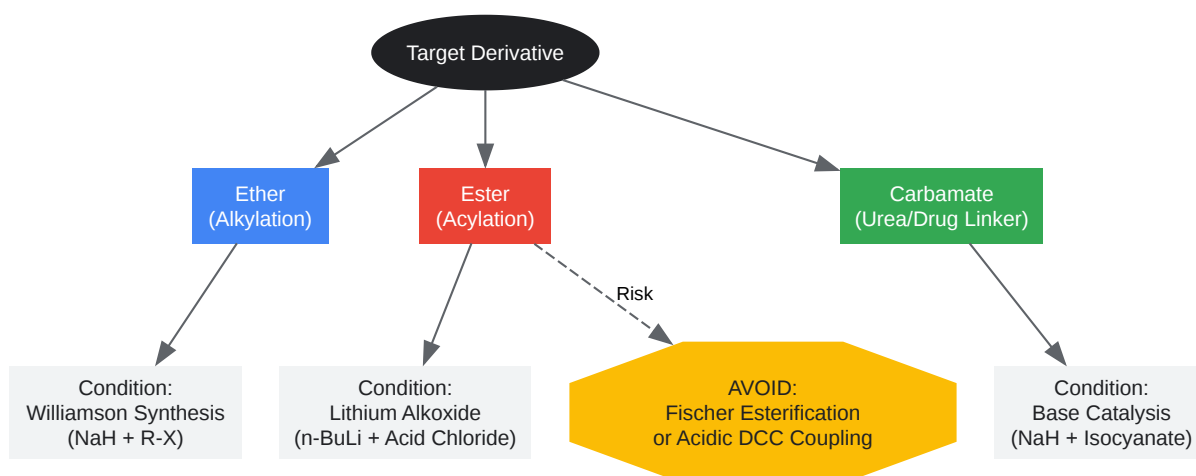 Target Derivative
Ether
(Alkylation)
Ester
(Acylation)
Carbamate
(Urea/Drug Linker)
Risk
Condition:
Williamson Synthesis
(NaH + R-X)
Condition:
Lithium Alkoxide
(n-BuLi + Acid Chloride)
AVOID:
Fischer Esterification
or Acidic DCC Coupling
Condition:
Base Catalysis
(NaH + Isocyanate)